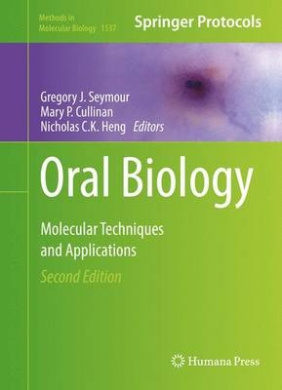 Methods in
Molecular Biology 1537
Springer Protocols
Gregory J. Seymour
Mary P. Cullinan
Nicholas C.K. Heng Editors
Oral Biology
Molecular Techniques
and Applications
Second Edition
Humana Press